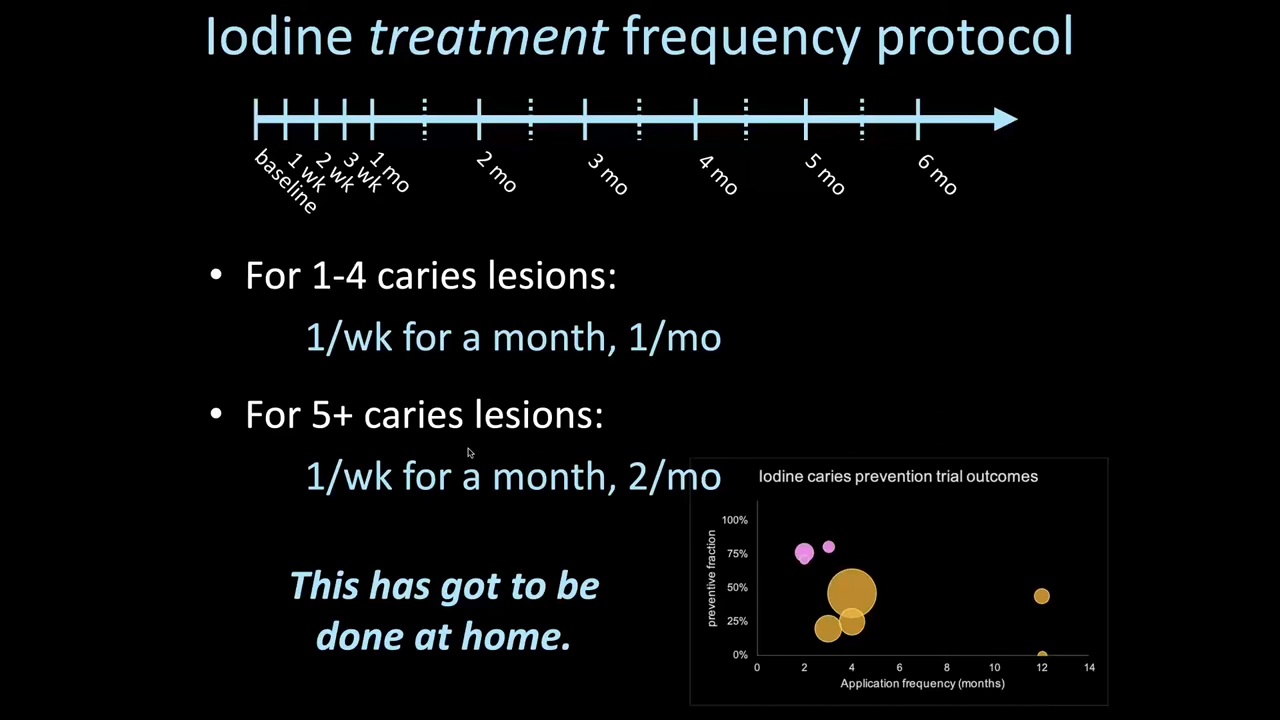 Iodine treatment frequency protocol
baseline
1 wk
2 wk
3 wk
1 mo
2 mo
3 mo
4 mo
5 mo
6 mo
• For 1-4 caries lesions:
1/wk for a month, 1/mo
• For 5+ caries lesions:
1/wk for a month, 2/mo
This has got to be
done at home.
Iodine caries prevention trial outcomes
preventive fraction
100%
75%
50%
25%
0%
0 2 4 6 8 10 12 14
Application frequency (months)